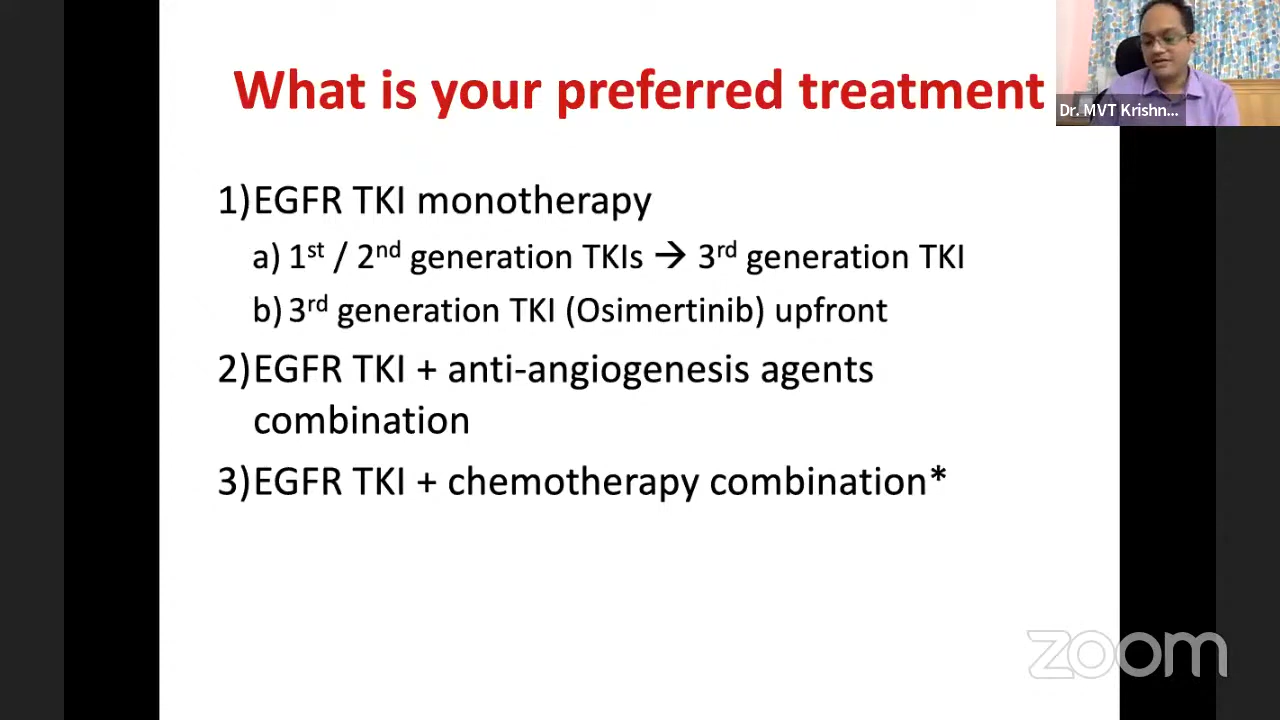 What is your preferred treatment
Dr. MVT Krishn...
1)EGFR TKI monotherapy
a) 1st / 2nd generation TKIs → 3rd generation TKI
b) 3rd generation TKI (Osimertinib) upfront
2)EGFR TKI + anti-angiogenesis agents
combination
3)EGFR TKI + chemotherapy combination*
zoom